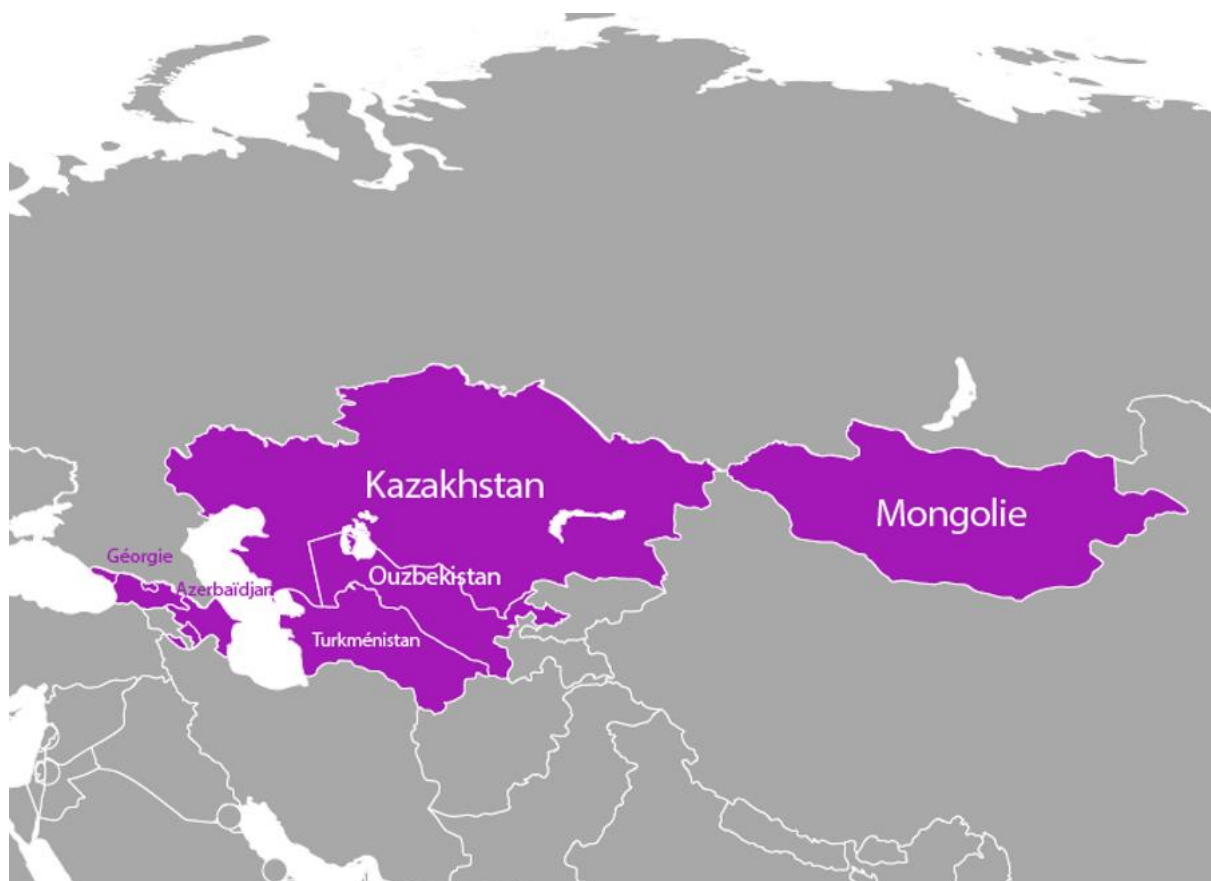 Kazakhstan
Mongolie
Géorgie
Azerbaïdjan
Ouzbekistan
Turkménistan